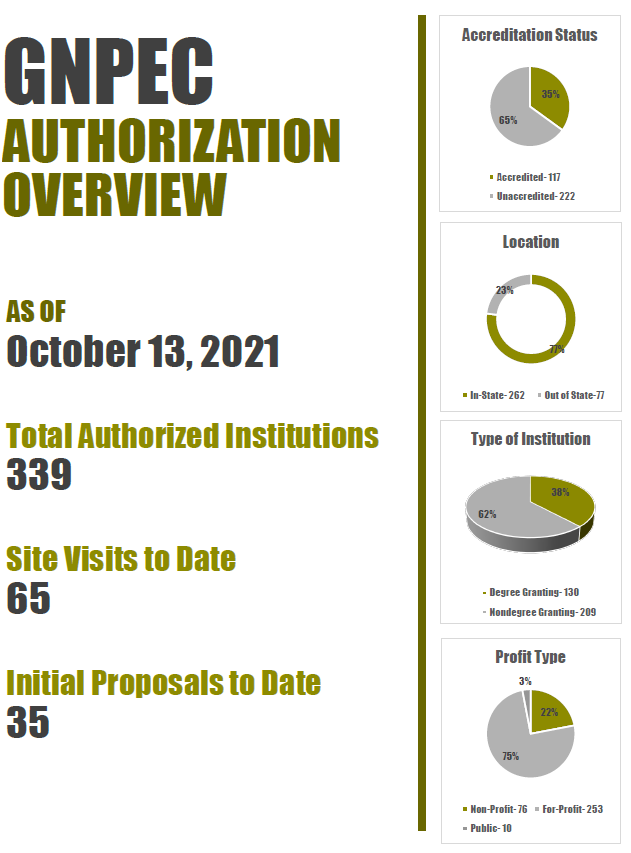 GNPEC
AUTHORIZATION
OVERVIEW
AS OF
October 13, 2021
Total Authorized Institutions
339
Site Visits to Date
65
Initial Proposals to Date
35
Accreditation Status
35%
65%
Accredited- 117
Unaccredited- 222
Location
23%
77%
In-State- 262 Out of State-77
Type of Institution
38%
62%
Degree Granting- 130
Nondegree Granting- 209
Profit Type
3%
22%
75%
Non-Profit- 76 For-Profit- 253
Public- 10